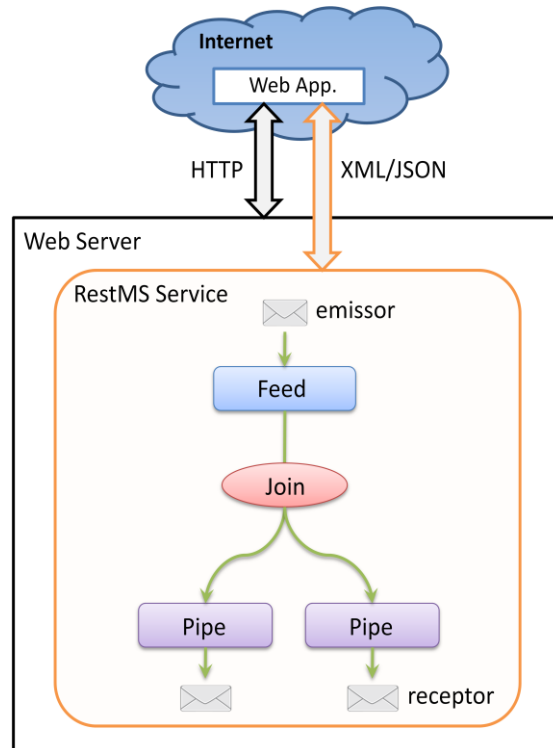 Internet
Web App.
HTTP
XML/JSON
Web Server
RestMS Service
emissor
Feed
Join
Pipe
Pipe
receptor